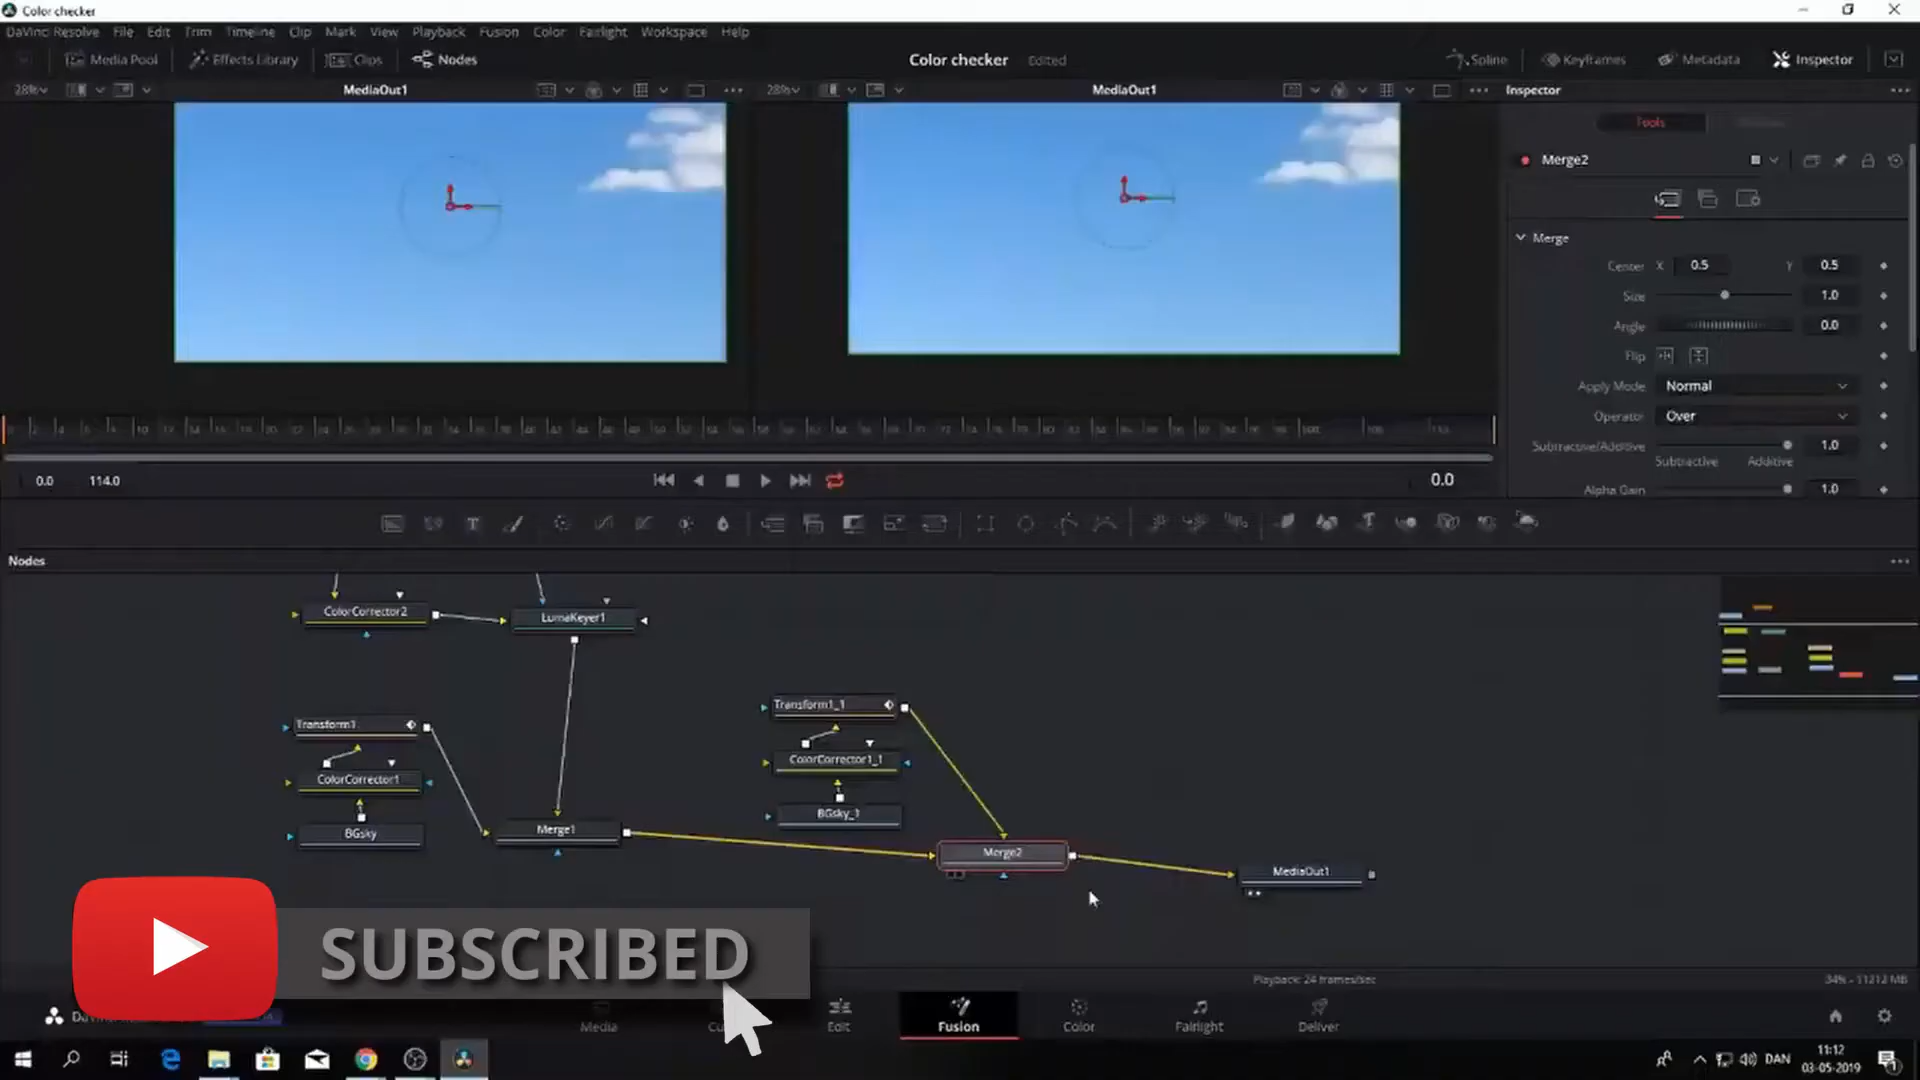 Color checker
DaVinci Resolve File Edit Trim Timeline Clip Mark View Playback Fusion Color Fairlight Workspace Help
Media Pool Effects Library Clips Nodes Color checker Edited Spline Keyframes Metadata Inspector
28% MediaOut1 28% MediaOut1 Inspector
Tools
Merge2
Merge
Center X 0.5 Y 0.5
Size 1.0
Angle 0.0
Flip
Apply Mode Normal
Operator Over
Subtractive/Additive 1.0
Subtractive Additive
Alpha Gain 1.0
0.0 114.0 0.0
Nodes
ColorCorrector2 LumaKeyer1
Transform1 Transform1_1
ColorCorrector1 ColorCorrector1_1
BGsky BGsky_1
Merge1 Merge2 MediaOut1
SUBSCRIBED
Playback: 24 frames/sec 34% - 11212 MB
Media Edit Fusion Color Fairlight Deliver
DAN 11:12
03-05-2019